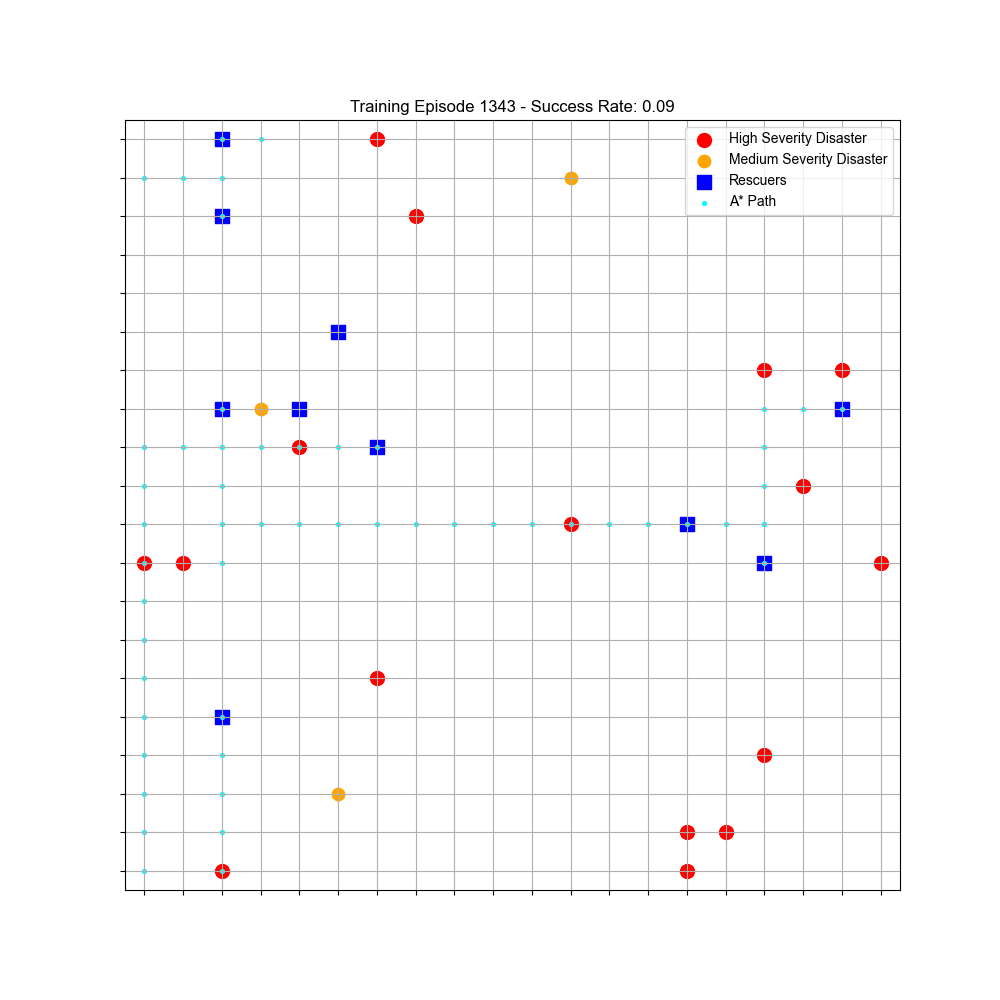 Training Episode 1343 - Success Rate: 0.09
High Severity Disaster
Medium Severity Disaster
Rescuers
A* Path